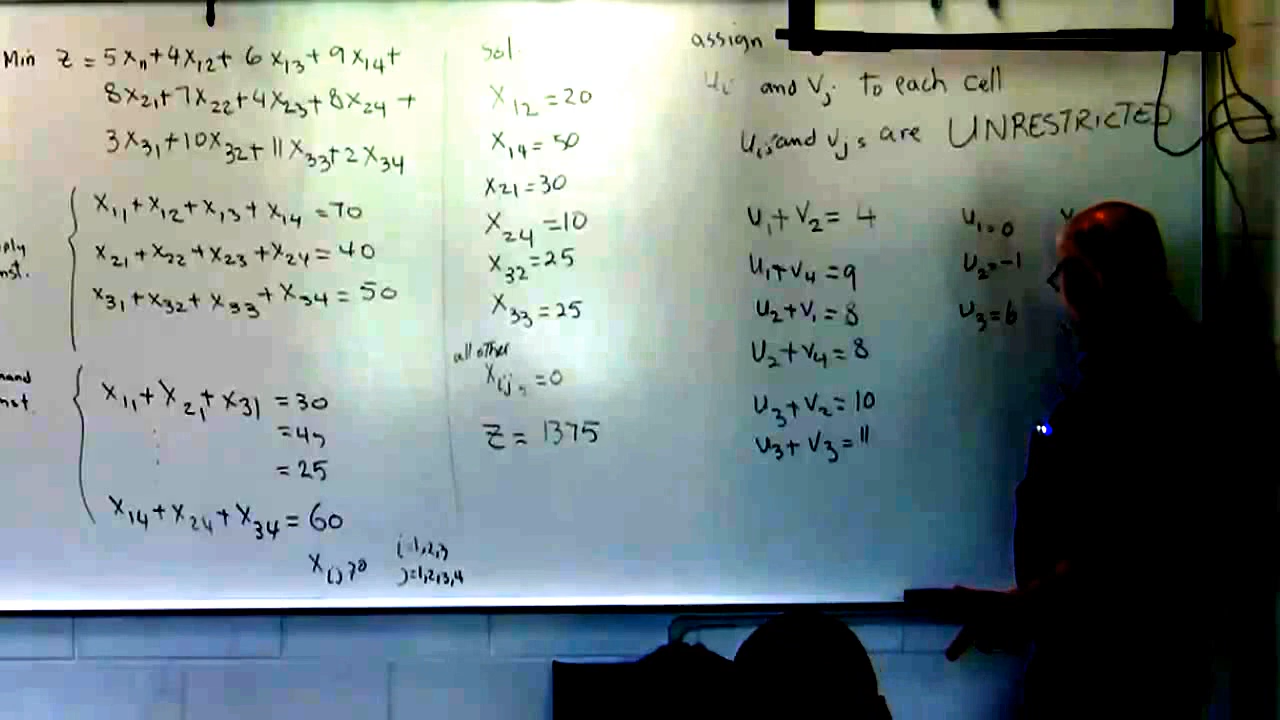 Min Z = 5x11 + 4x12 + 6x13 + 9x14 +
8x21 + 7x22 + 4x23 + 8x24 +
3x31 + 10x32 + 11x33 + 2x34
x11 + x12 + x13 + x14 = 70
x21 + x22 + x23 + x24 = 40
x31 + x32 + x33 + x34 = 50
x11 + x21 + x31 = 30
= 45
= 25
x14 + x24 + x34 = 60
xij ≥ 0 i=1,2,3
j=1,2,3,4
Sol.
x12 = 20
x14 = 50
x21 = 30
x24 = 10
x32 = 25
x33 = 25
all other
xijs = 0
Z = 1375
assign
ui and vj to each cell
uis and vjs are UNRESTRICTED
u1 + v2 = 4
u1 + v4 = 9
u2 + v1 = 8
u2 + v4 = 8
u3 + v2 = 10
u3 + v3 = 11
u1 = 0
u2 = -1
u3 = 6